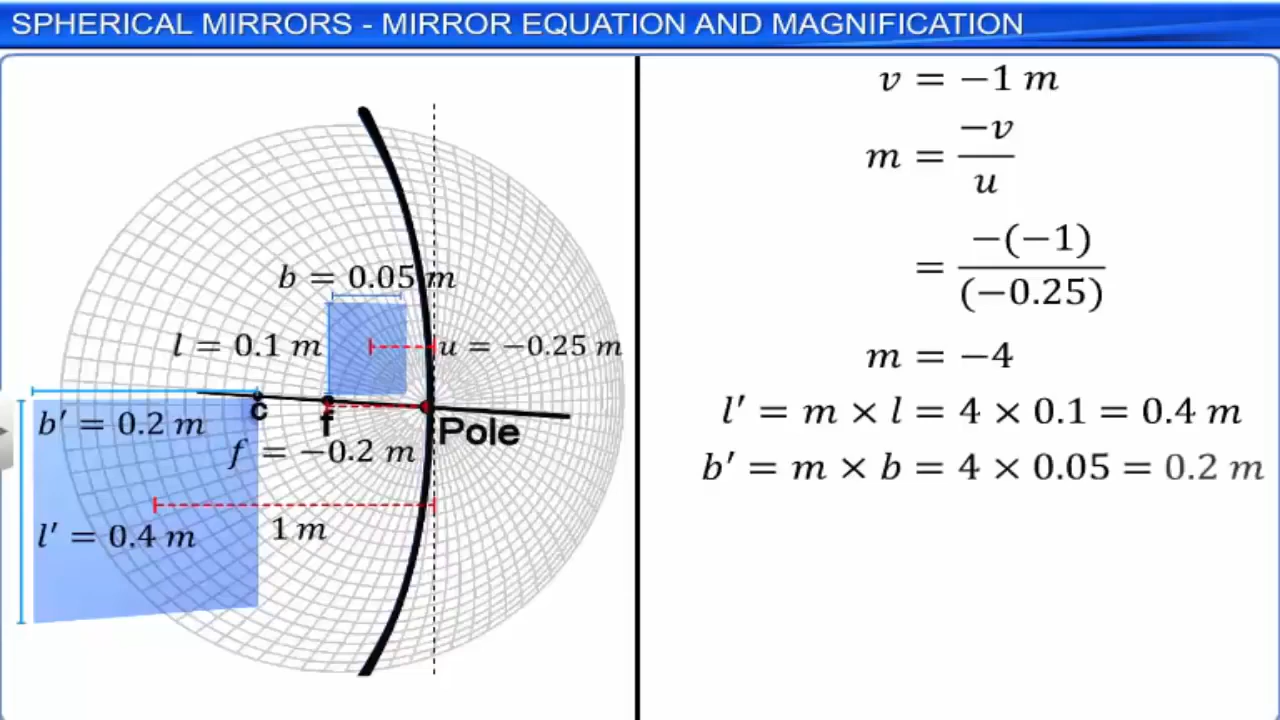 SPHERICAL MIRRORS - MIRROR EQUATION AND MAGNIFICATION
b = 0.05 m
l = 0.1 m
u = −0.25 m
c
f
Pole
f = −0.2 m
b′ = 0.2 m
l′ = 0.4 m
1 m
v = −1 m
m = −v/u
= −(−1)/(−0.25)
m = −4
l′ = m × l = 4 × 0.1 = 0.4 m
b′ = m × b = 4 × 0.05 = 0.2 m